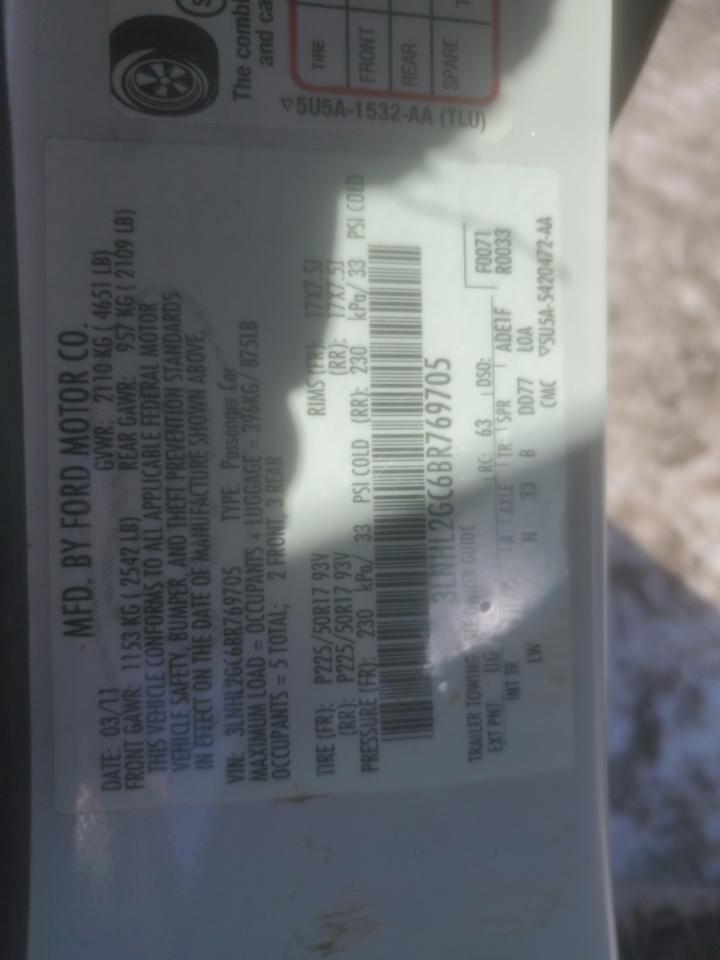 The combi
and ca
TIRE
FRONT
REAR
SPARE
▽5U5A-1532-AA (TLU)
MFD. BY FORD MOTOR CO.
DATE: 03/11 GVWR: 2110 KG ( 4651 LB)
FRONT GAWR: 1153 KG ( 2542 LB) REAR GAWR: 957 KG ( 2109 LB)
THIS VEHICLE CONFORMS TO ALL APPLICABLE FEDERAL MOTOR
VEHICLE SAFETY, BUMPER, AND THEFT PREVENTION STANDARDS
IN EFFECT ON THE DATE OF MANUFACTURE SHOWN ABOVE.
VIN: 3LNHL2GC6BR769705 TYPE: Passenger Car
MAXIMUM LOAD = OCCUPANTS + LUGGAGE = 396KG/ 875LB
OCCUPANTS = 5 TOTAL; 2 FRONT, 3 REAR
TIRE (FR): P225/50R17 93V RIMS (FR): 17X7.5J
(RR): P225/50R17 93V (RR): 17X7.5J
PRESSURE (FR): 230 kPa/ 33 PSI COLD (RR): 230 kPa/ 33 PSI COLD
3LNHL2GC6BR769705
TRAILER TOWING - SEE OWNER GUIDE
EXT PNT: UG RC: 63 DSO: F0071
R0033
INT TR TP/PS R AXLE TR SPR ADE1F
LW N 33 B DD77 LOA
CMC ▽5U5A-5420472-AA